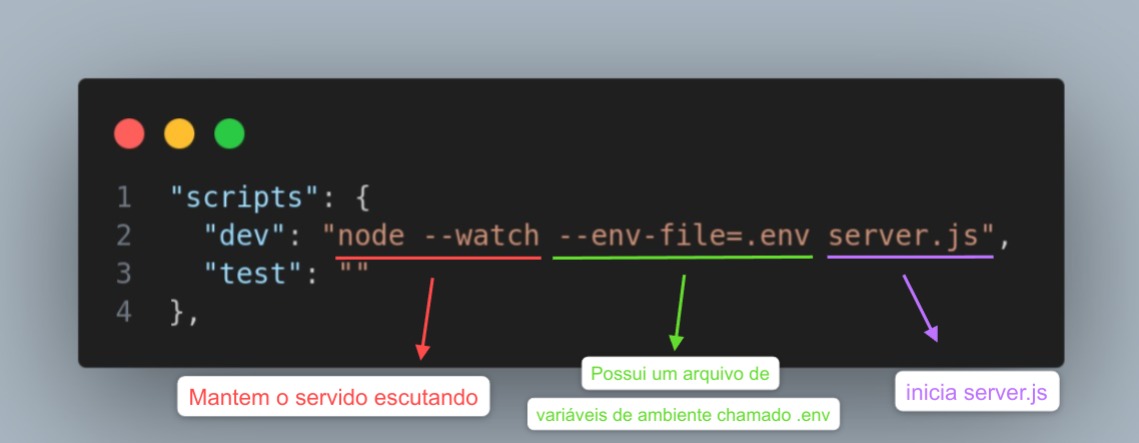 1 "scripts": {
2 "dev": "node --watch --env-file=.env server.js",
3 "test": ""
4 },
Mantem o servido escutando
Possui um arquivo de
variáveis de ambiente chamado .env
inicia server.js